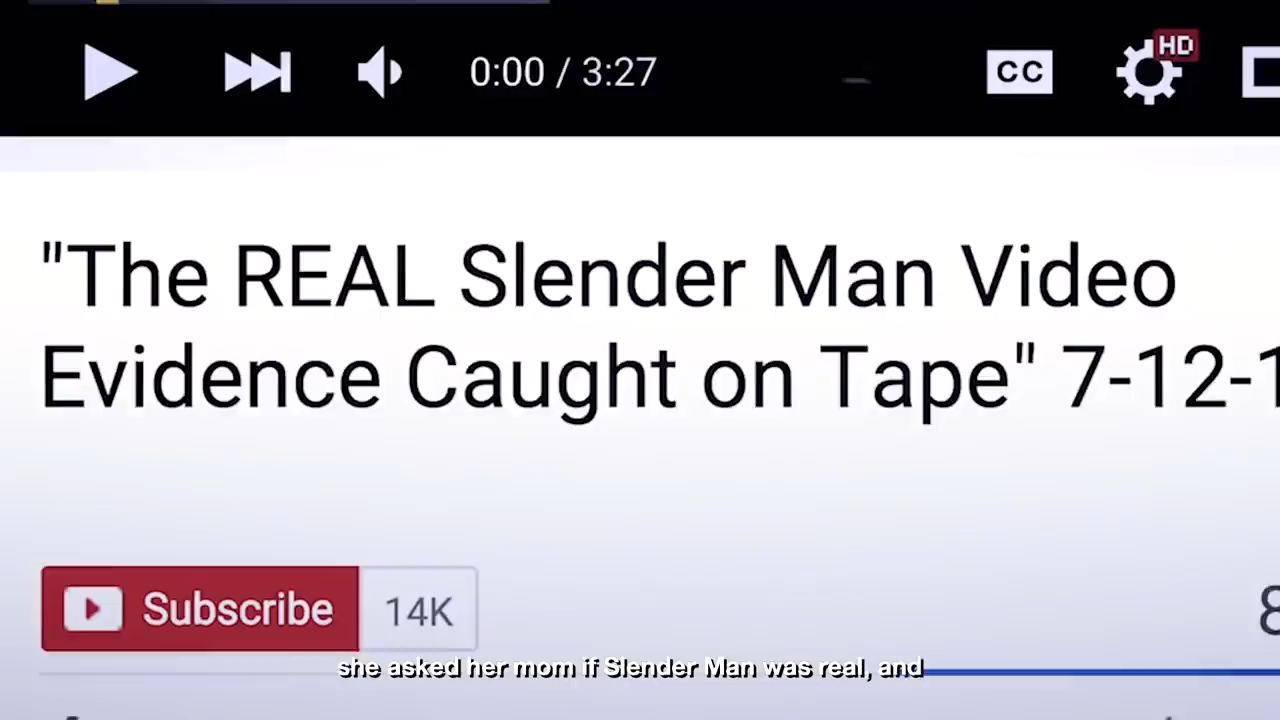 0:00 / 3:27
CC
HD
"The REAL Slender Man Video
Evidence Caught on Tape" 7-12-1
Subscribe 14K
8
she asked her mom if Slender Man was real, and